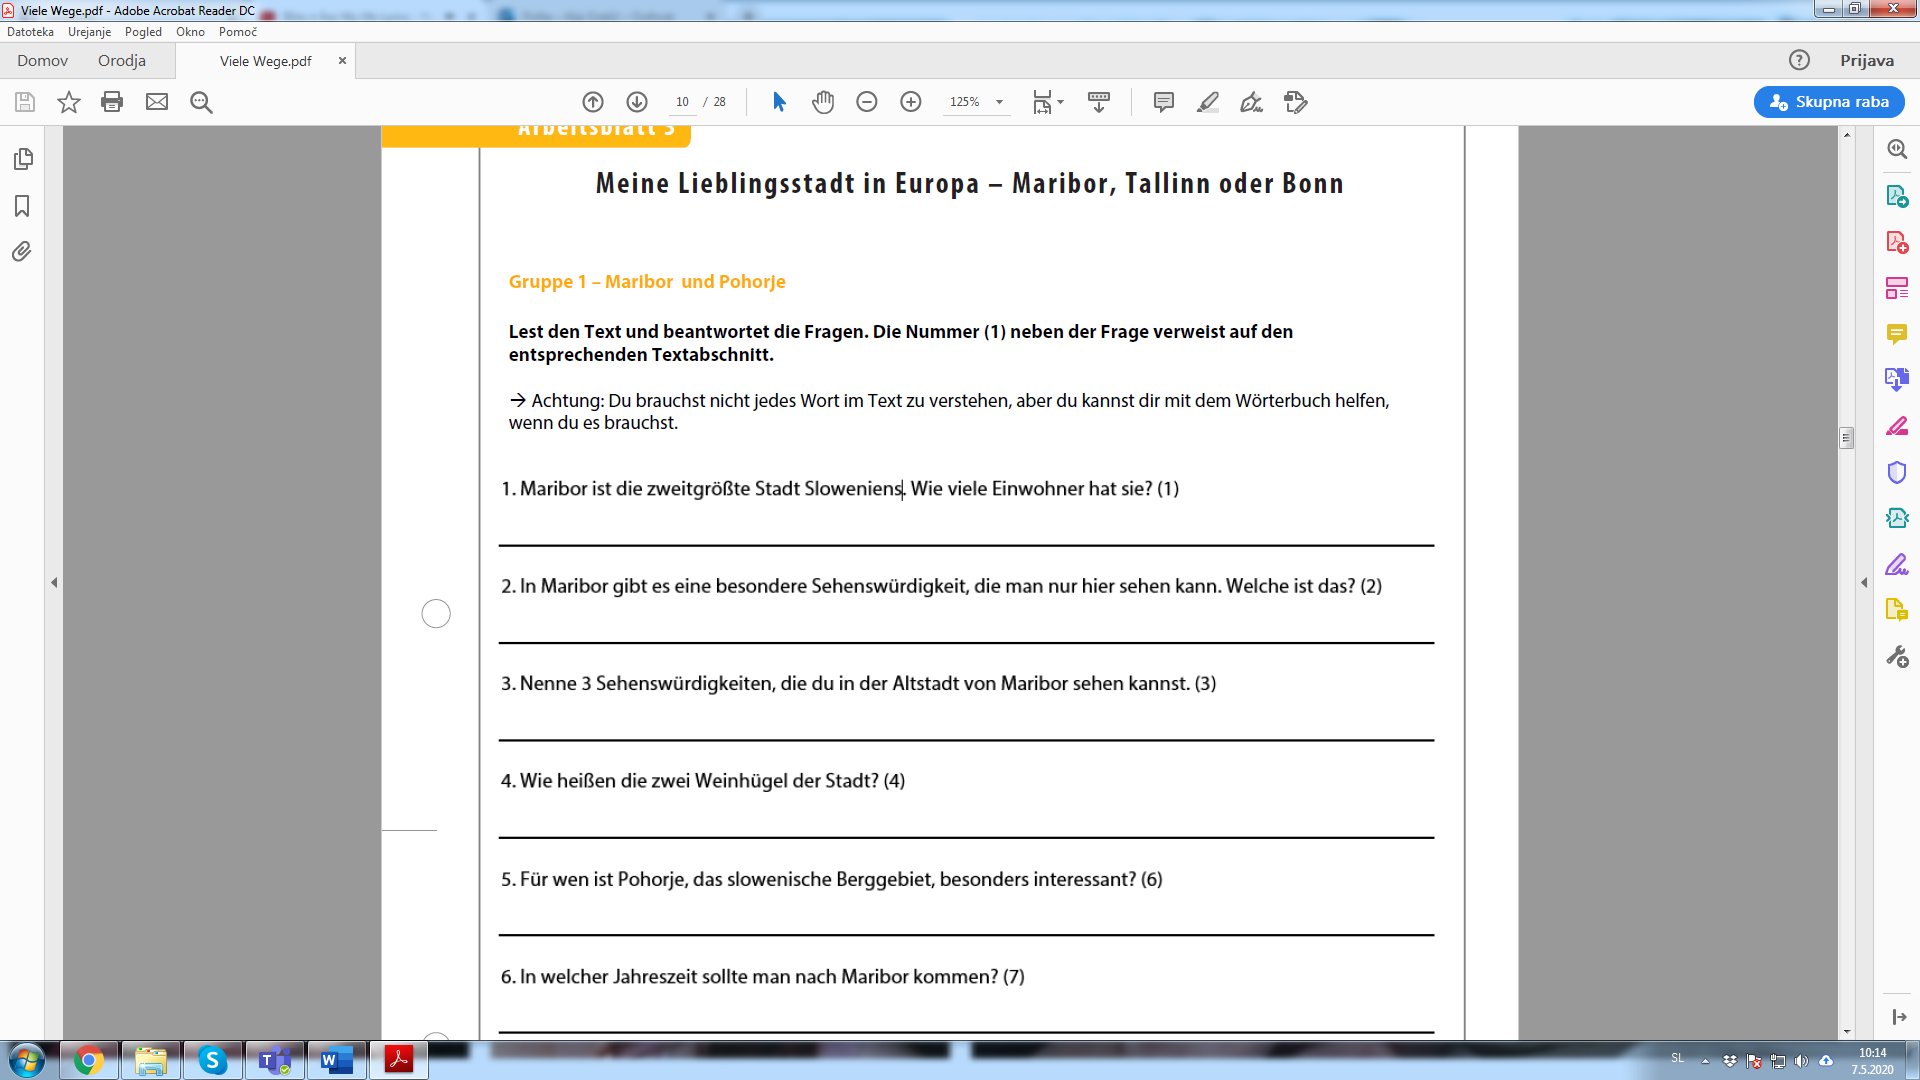 Viele Wege.pdf - Adobe Acrobat Reader DC
Datoteka Urejanje Pogled Okno Pomoč
Domov Orodja Viele Wege.pdf Prijava
10 / 28 125% Skupna raba
Arbeitsblatt 3
Meine Lieblingsstadt in Europa – Maribor, Tallinn oder Bonn
Gruppe 1 – Maribor und Pohorje
Lest den Text und beantwortet die Fragen. Die Nummer (1) neben der Frage verweist auf den
entsprechenden Textabschnitt.
→ Achtung: Du brauchst nicht jedes Wort im Text zu verstehen, aber du kannst dir mit dem Wörterbuch helfen,
wenn du es brauchst.
1. Maribor ist die zweitgrößte Stadt Sloweniens. Wie viele Einwohner hat sie? (1)
2. In Maribor gibt es eine besondere Sehenswürdigkeit, die man nur hier sehen kann. Welche ist das? (2)
3. Nenne 3 Sehenswürdigkeiten, die du in der Altstadt von Maribor sehen kannst. (3)
4. Wie heißen die zwei Weinhügel der Stadt? (4)
5. Für wen ist Pohorje, das slowenische Berggebiet, besonders interessant? (6)
6. In welcher Jahreszeit sollte man nach Maribor kommen? (7)
SL
10:14
7.5.2020